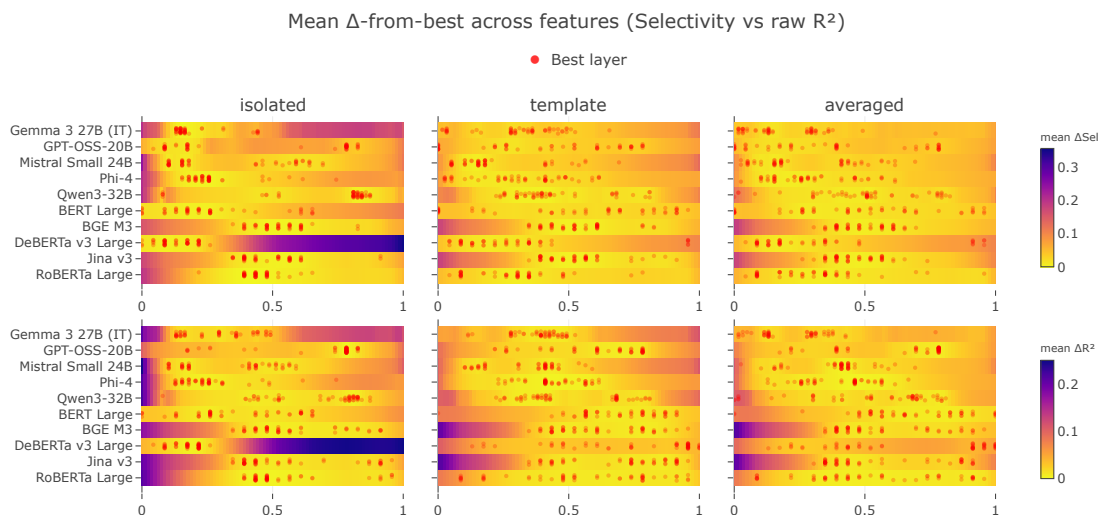 Mean Δ-from-best across features (Selectivity vs raw R²)
Best layer
isolated
template
averaged
Gemma 3 27B (IT)
GPT-OSS-20B
Mistral Small 24B
Phi-4
Qwen3-32B
BERT Large
BGE M3
DeBERTa v3 Large
Jina v3
RoBERTa Large
0 0.5 1
0 0.5 1
0 0.5 1
mean ΔSel
0.3
0.2
0.1
0
Gemma 3 27B (IT)
GPT-OSS-20B
Mistral Small 24B
Phi-4
Qwen3-32B
BERT Large
BGE M3
DeBERTa v3 Large
Jina v3
RoBERTa Large
0 0.5 1
0 0.5 1
0 0.5 1
mean ΔR²
0.2
0.1
0